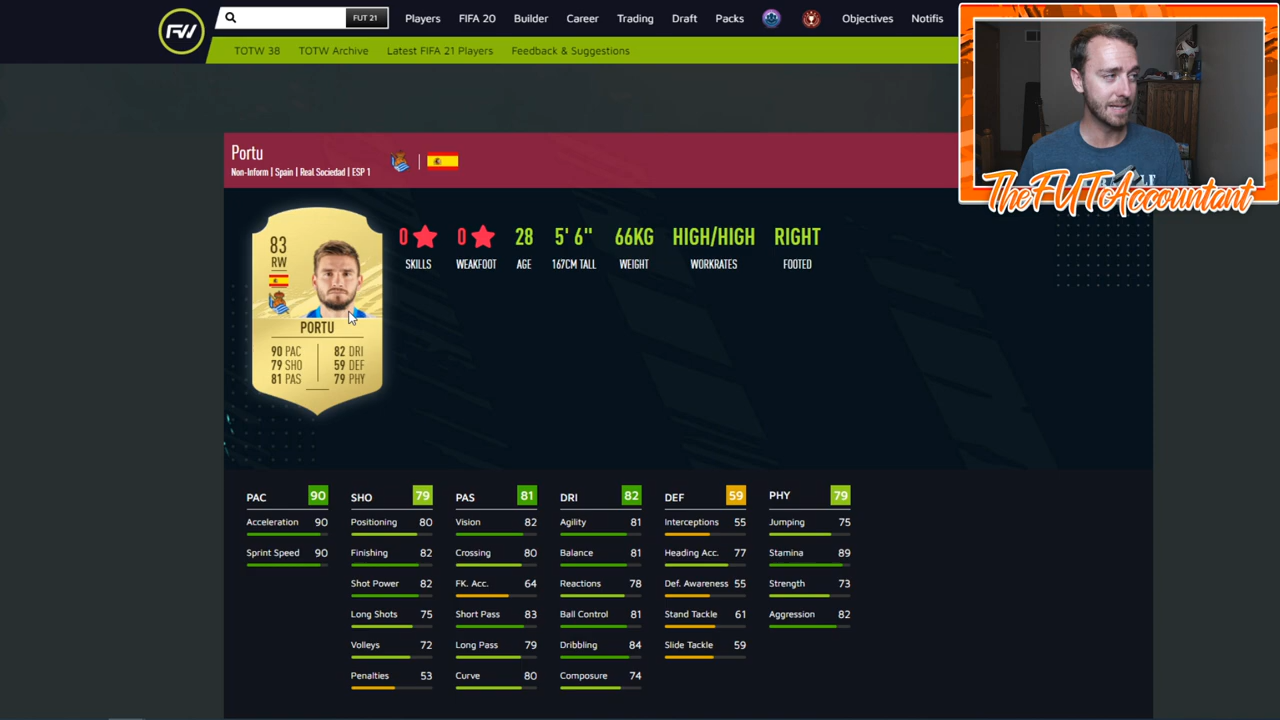 FW
FUT 21
Players
FIFA 20
Builder
Career
Trading
Draft
Packs
Objectives
Notifis
TOTW 38
TOTW Archive
Latest FIFA 21 Players
Feedback & Suggestions
TheFUTAccountant
Portu
Non-Inform | Spain | Real Sociedad | ESP 1
83
RW
PORTU
90 PAC
82 DRI
79 SHO
59 DEF
81 PAS
79 PHY
0
SKILLS
0
WEAKFOOT
28
AGE
5' 6"
167CM TALL
66KG
WEIGHT
HIGH/HIGH
WORKRATES
RIGHT
FOOTED
PAC 90
Acceleration 90
Sprint Speed 90
SHO 79
Positioning 80
Finishing 82
Shot Power 82
Long Shots 75
Volleys 72
Penalties 53
PAS 81
Vision 82
Crossing 80
FK. Acc. 64
Short Pass 83
Long Pass 79
Curve 80
DRI 82
Agility 81
Balance 81
Reactions 78
Ball Control 81
Dribbling 84
Composure 74
DEF 59
Interceptions 55
Heading Acc. 77
Def. Awareness 55
Stand Tackle 61
Slide Tackle 59
PHY 79
Jumping 75
Stamina 89
Strength 73
Aggression 82